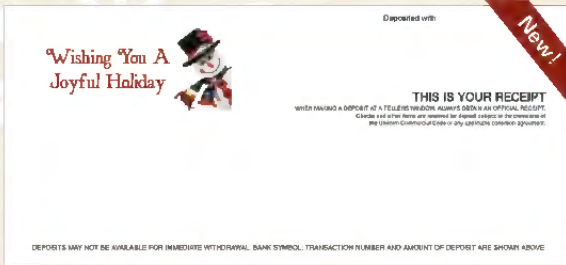 Deposited with
New!
Wishing You A
Joyful Holiday
THIS IS YOUR RECEIPT
WHEN MAKING A DEPOSIT AT A TELLERS WINDOW, ALWAYS OBTAIN AN OFFICIAL RECEIPT.
Checks and other items are received for deposit subject to the provisions of
the Uniform Commercial Code or any applicable collection agreement.
DEPOSITS MAY NOT BE AVAILABLE FOR IMMEDIATE WITHDRAWAL. BANK SYMBOL, TRANSACTION NUMBER AND AMOUNT OF DEPOSIT ARE SHOWN ABOVE